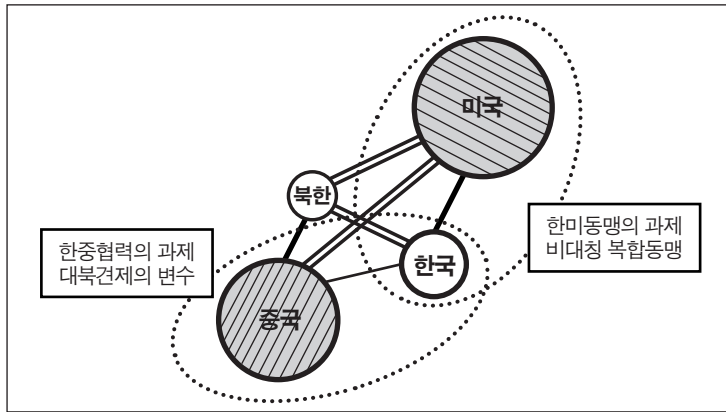 미국
북한
한미동맹의 과제
비대칭 복합동맹
한중협력의 과제
대북견제의 변수
한국
중국